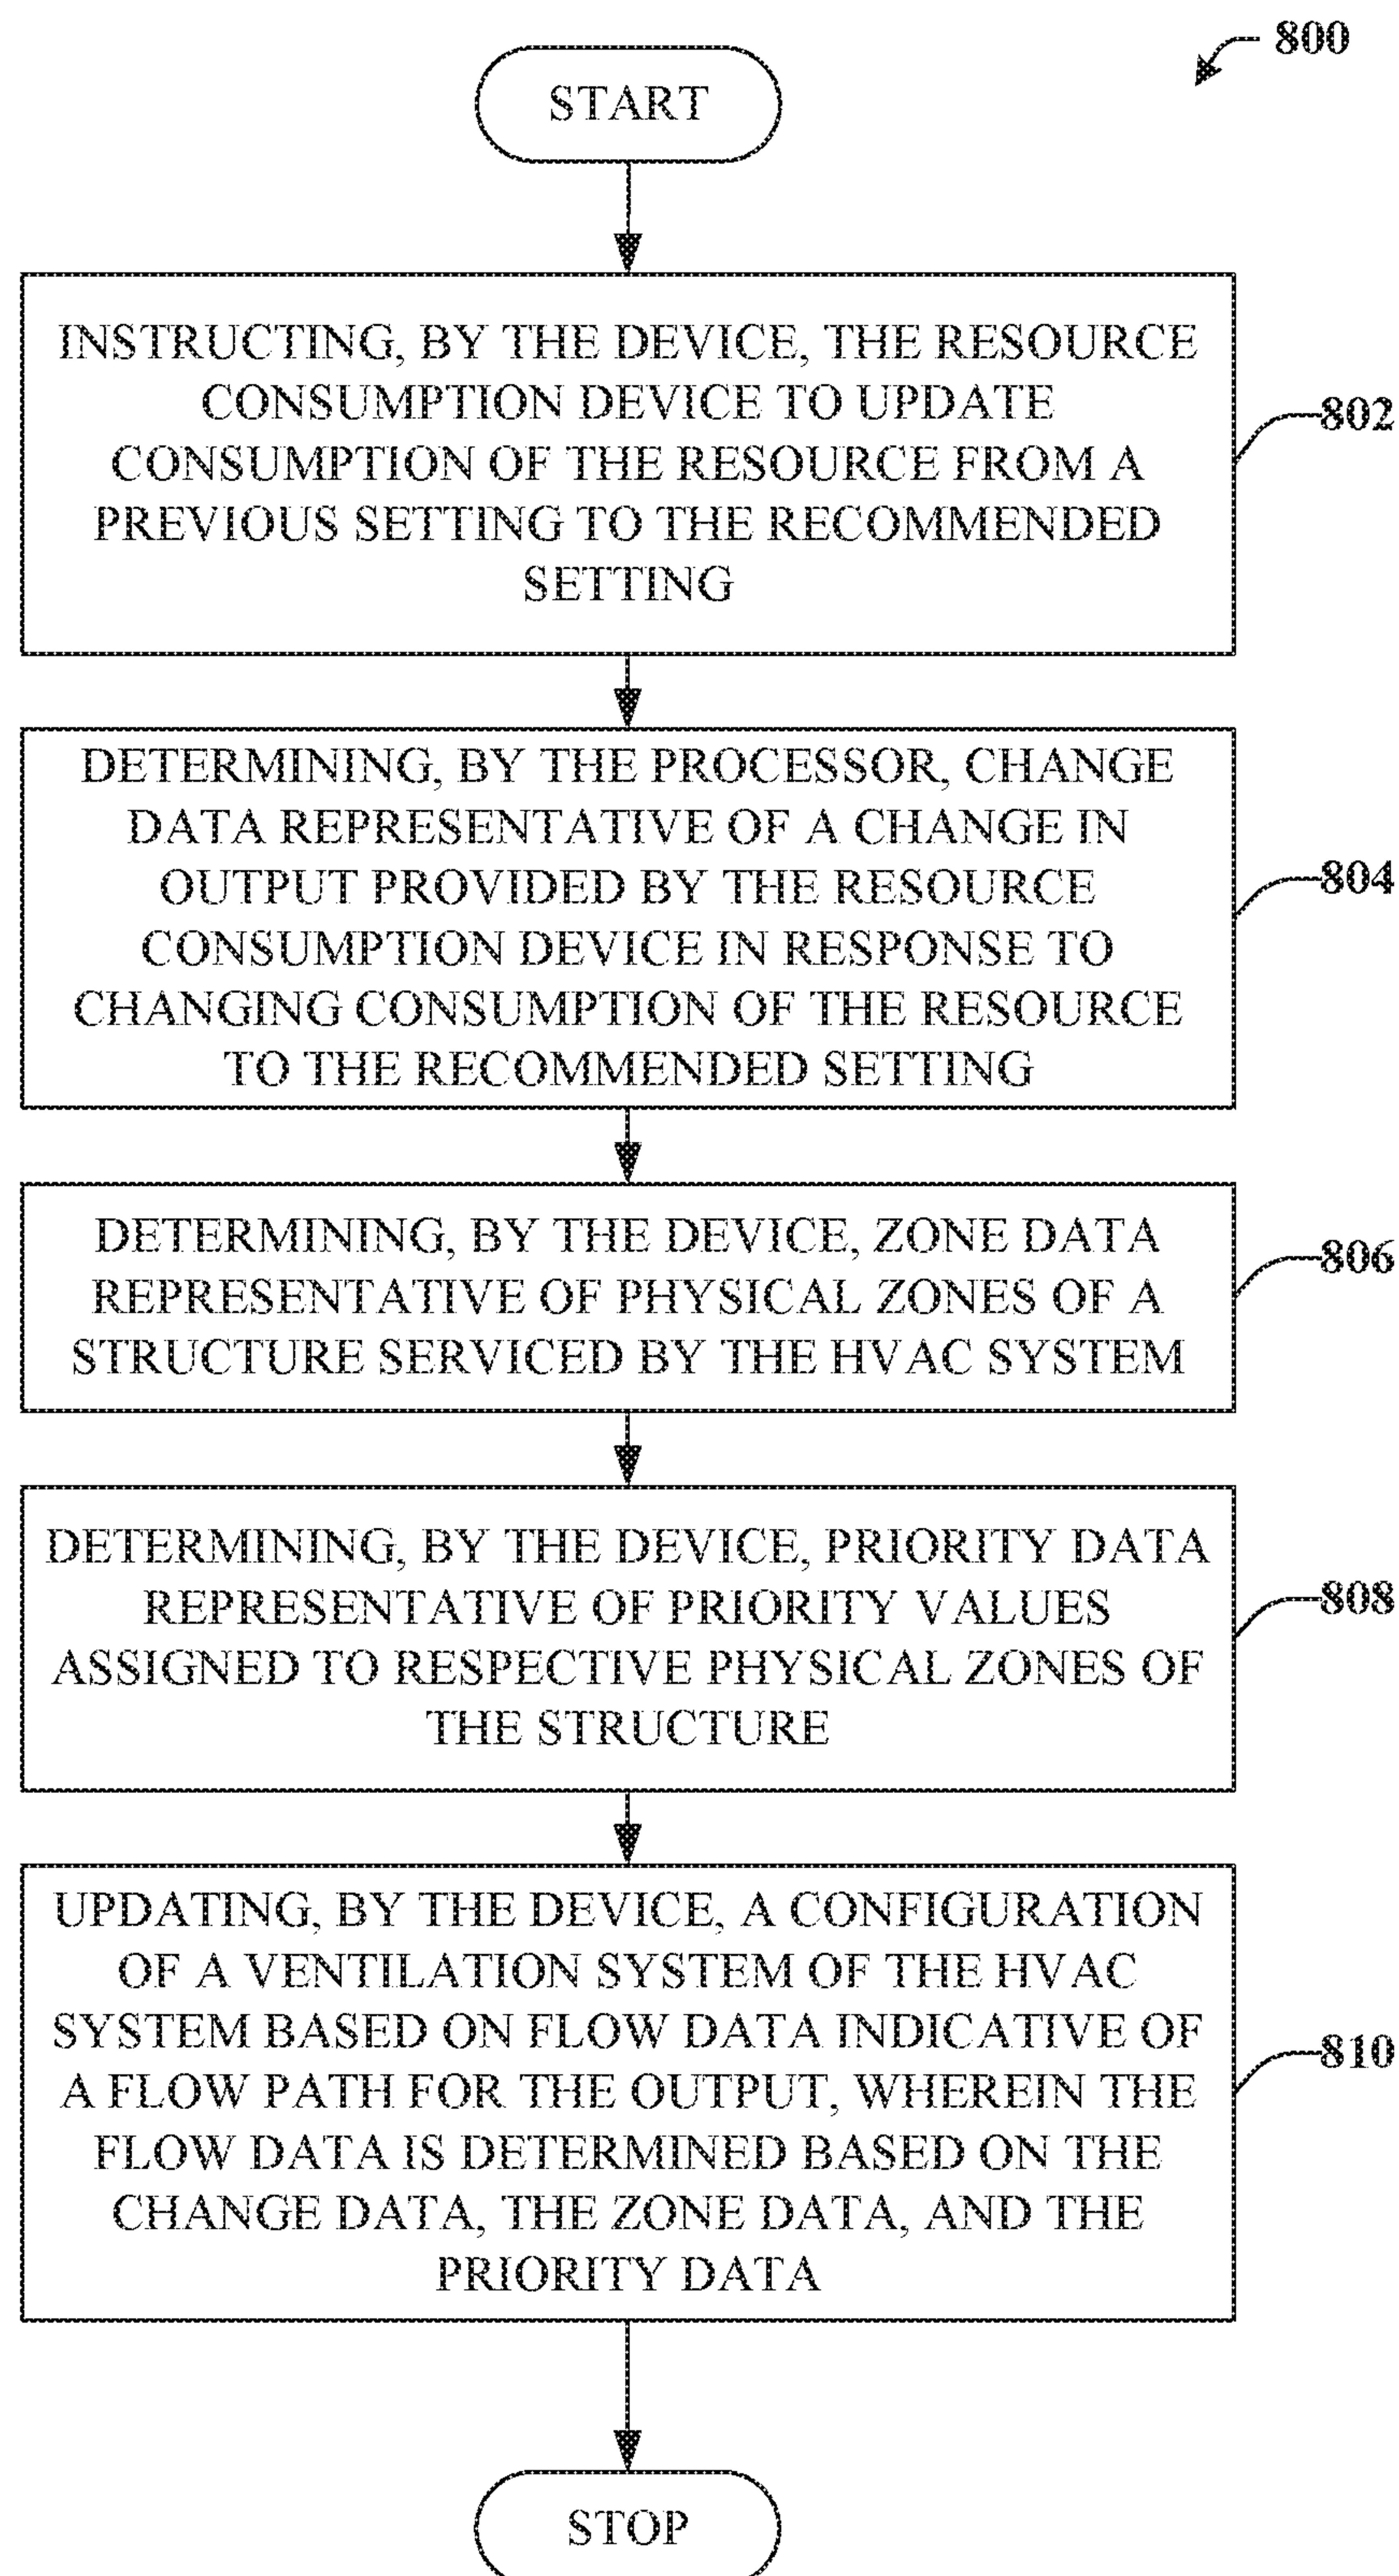 800
START
INSTRUCTING, BY THE DEVICE, THE RESOURCE
CONSUMPTION DEVICE TO UPDATE
CONSUMPTION OF THE RESOURCE FROM A
PREVIOUS SETTING TO THE RECOMMENDED
SETTING
802
DETERMINING, BY THE PROCESSOR, CHANGE
DATA REPRESENTATIVE OF A CHANGE IN
OUTPUT PROVIDED BY THE RESOURCE
CONSUMPTION DEVICE IN RESPONSE TO
CHANGING CONSUMPTION OF THE RESOURCE
TO THE RECOMMENDED SETTING
804
DETERMINING, BY THE DEVICE, ZONE DATA
REPRESENTATIVE OF PHYSICAL ZONES OF A
STRUCTURE SERVICED BY THE HVAC SYSTEM
806
DETERMINING, BY THE DEVICE, PRIORITY DATA
REPRESENTATIVE OF PRIORITY VALUES
ASSIGNED TO RESPECTIVE PHYSICAL ZONES OF
THE STRUCTURE
808
UPDATING, BY THE DEVICE, A CONFIGURATION
OF A VENTILATION SYSTEM OF THE HVAC
SYSTEM BASED ON FLOW DATA INDICATIVE OF
A FLOW PATH FOR THE OUTPUT, WHEREIN THE
FLOW DATA IS DETERMINED BASED ON THE
CHANGE DATA, THE ZONE DATA, AND THE
PRIORITY DATA
810
STOP